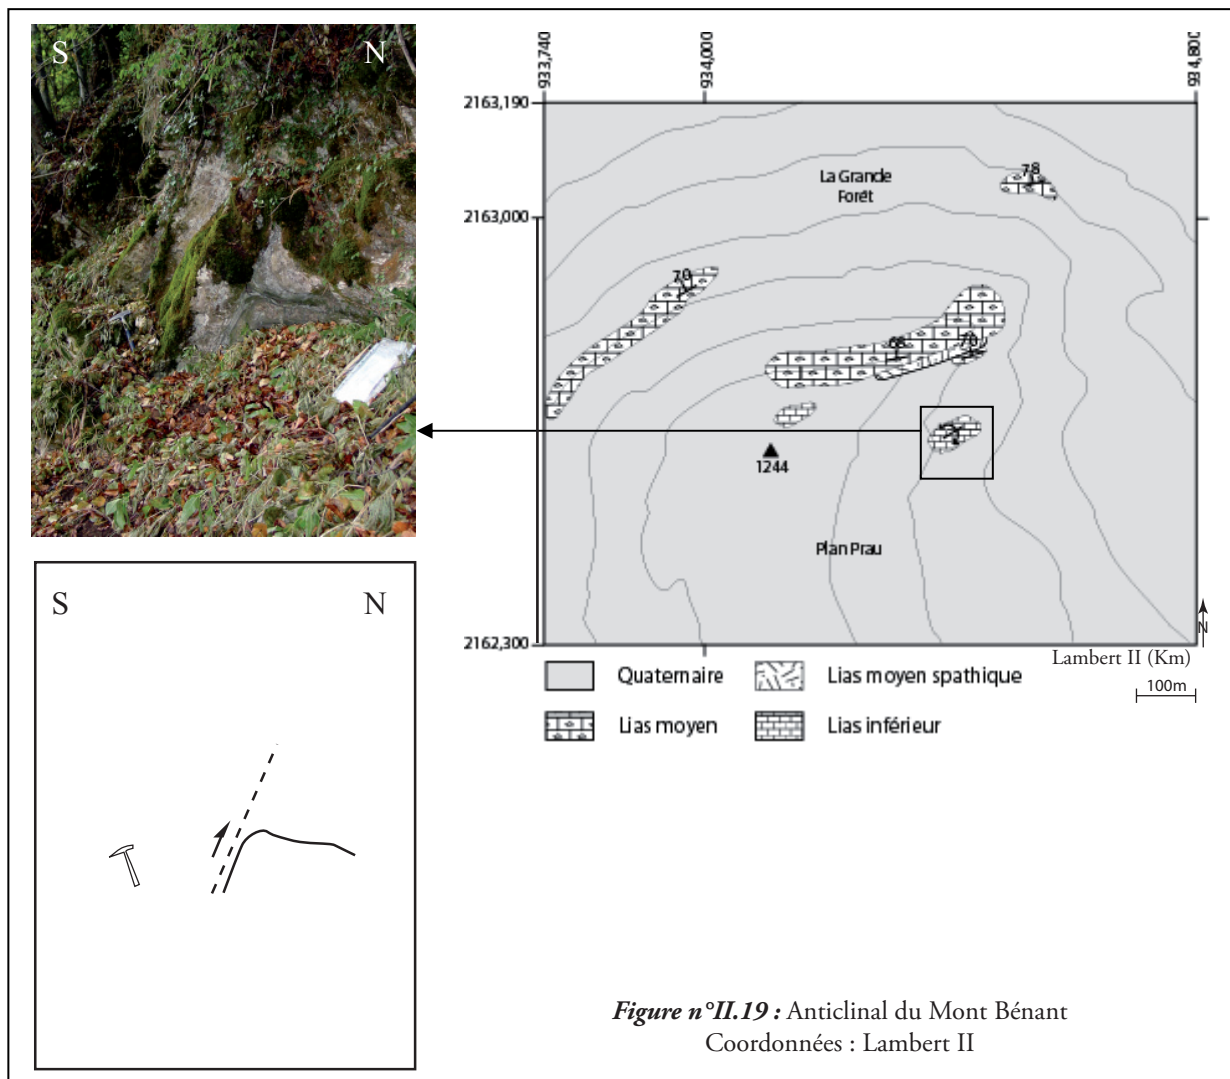 S N
933,740
934,000
934,800
2163,190
La Grande
Forêt
78
2163,000
70
70
1244
Plan Prau
2162,300
N
Lambert II (Km)
100m
Quaternaire
Lias moyen spathique
Lias moyen
Lias inférieur
S N
Figure n°II.19 : Anticlinal du Mont Bénant
Coordonnées : Lambert II